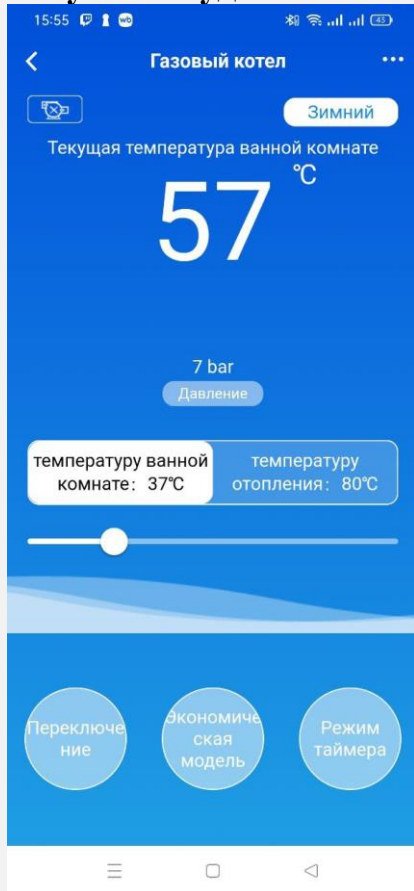 15:55
45
Газовый котел
Зимний
Текущая температура ванной комнате
57 °C
7 bar
Давление
температуру ванной
комнате: 37°C
температуру
отопления: 80°C
Переключе
ние
Экономиче
ская
модель
Режим
таймера